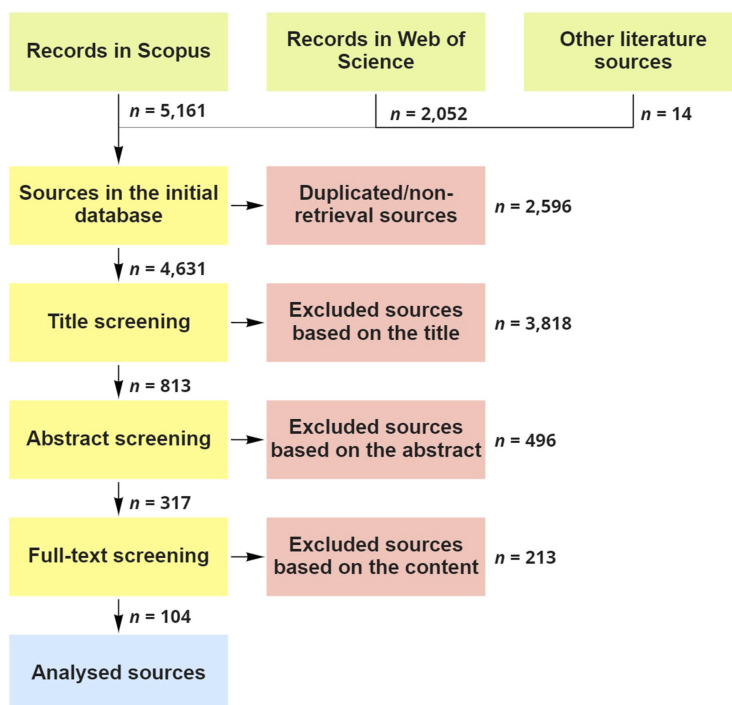 Records in Scopus
Records in Web of
Science
Other literature
sources
n = 5,161
n = 2,052
n = 14
Sources in the initial
database
Duplicated/non-
retrieval sources
n = 2,596
n = 4,631
Title screening
Excluded sources
based on the title
n = 3,818
n = 813
Abstract screening
Excluded sources
based on the abstract
n = 496
n = 317
Full-text screening
Excluded sources
based on the content
n = 213
n = 104
Analysed sources